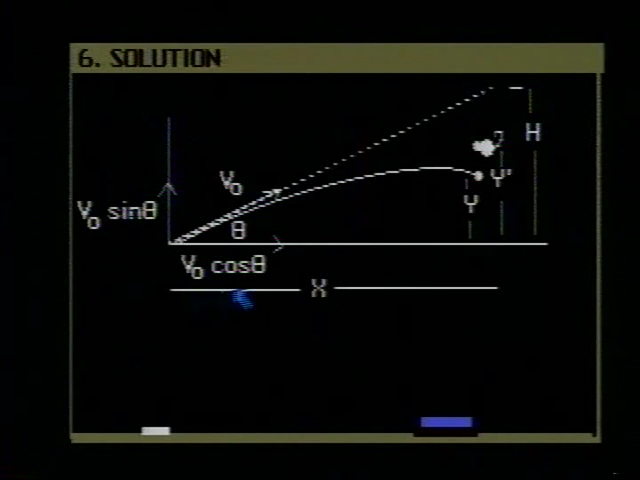 6. SOLUTION
H
V₀
Y'
Y
V₀ sinθ
θ
V₀ cosθ
X